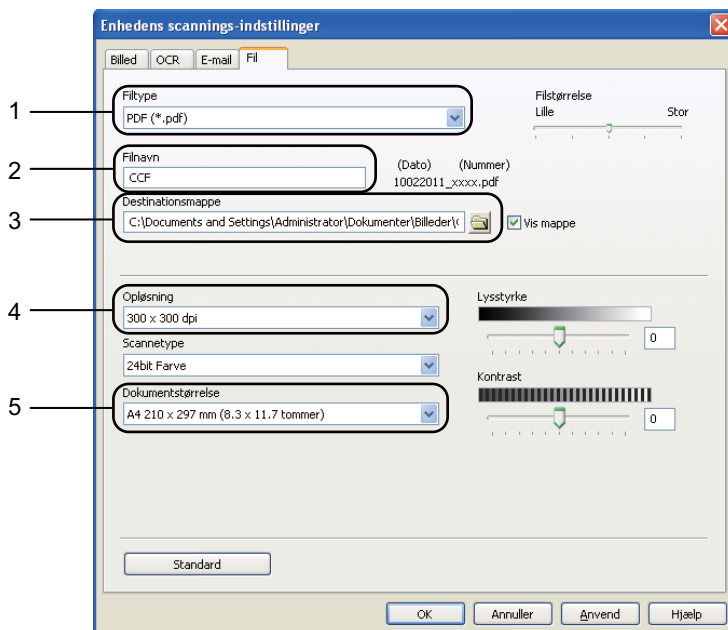 Enhedens scannings-indstillinger
Billed OCR E-mail Fil
1
Filtype
PDF (*.pdf)
Filstørrelse
Lille Stor
2
Filnavn
CCF
(Dato) (Nummer)
10022011_xxxx.pdf
3
Destinationsmappe
C:\Documents and Settings\Administrator\Dokumenter\Billeder\
Vis mappe
4
Opløsning
300 x 300 dpi
Lysstyrke
0
Scannetype
24bit Farve
Kontrast
0
5
Dokumentstørrelse
A4 210 x 297 mm (8.3 x 11.7 tommer)
Standard
OK Annuller Anvend Hjælp